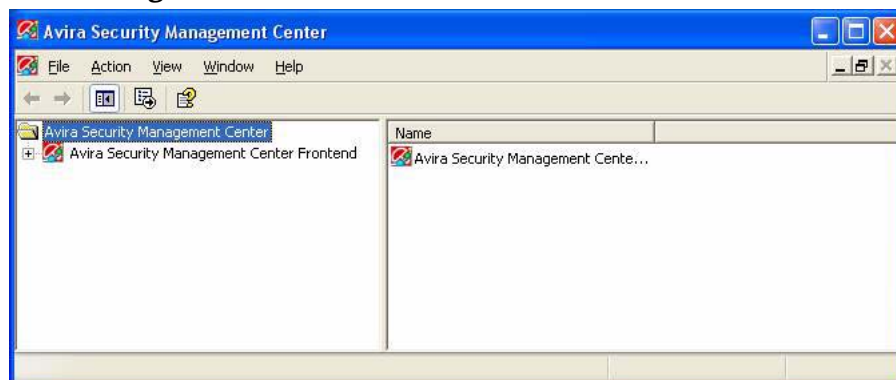 Avira Security Management Center
File Action View Window Help
Avira Security Management Center
Avira Security Management Center Frontend
Name
Avira Security Management Cente...